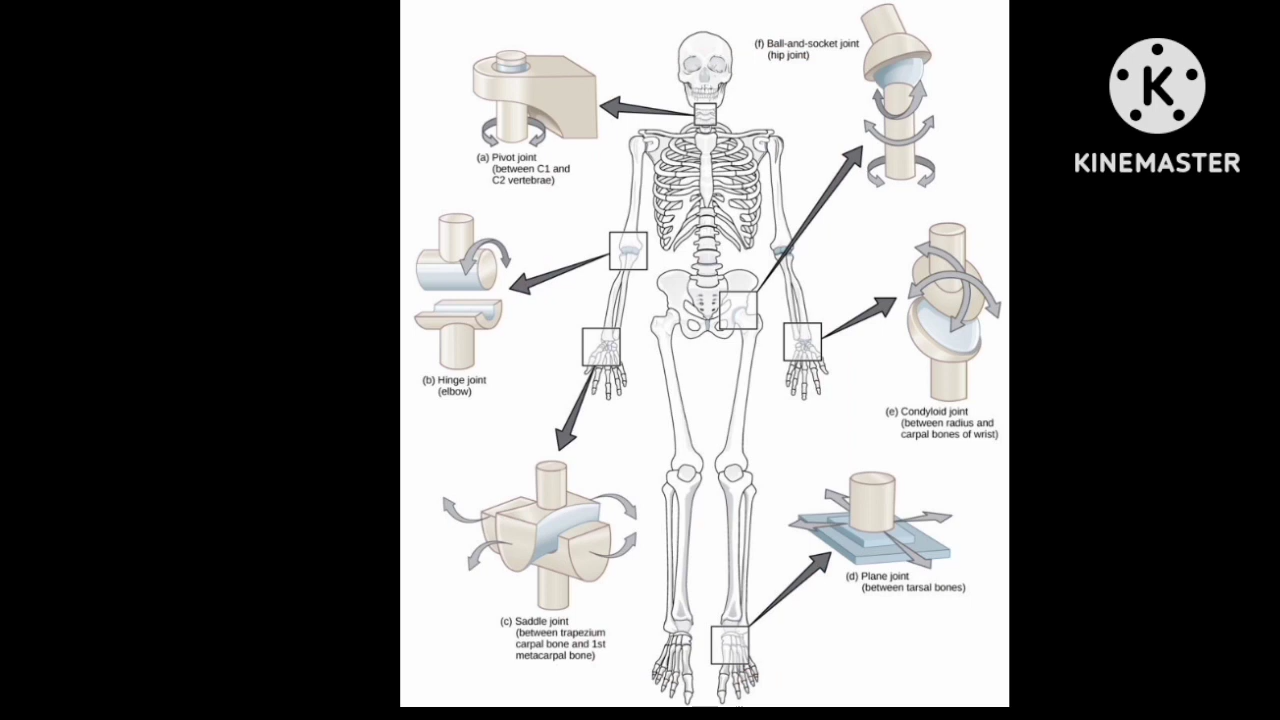 (f) Ball-and-socket joint
(hip joint)
K
KINEMASTER
(a) Pivot joint
(between C1 and
C2 vertebrae)
(b) Hinge joint
(elbow)
(e) Condyloid joint
(between radius and
carpal bones of wrist)
(d) Plane joint
(between tarsal bones)
(c) Saddle joint
(between trapezium
carpal bone and 1st
metacarpal bone)